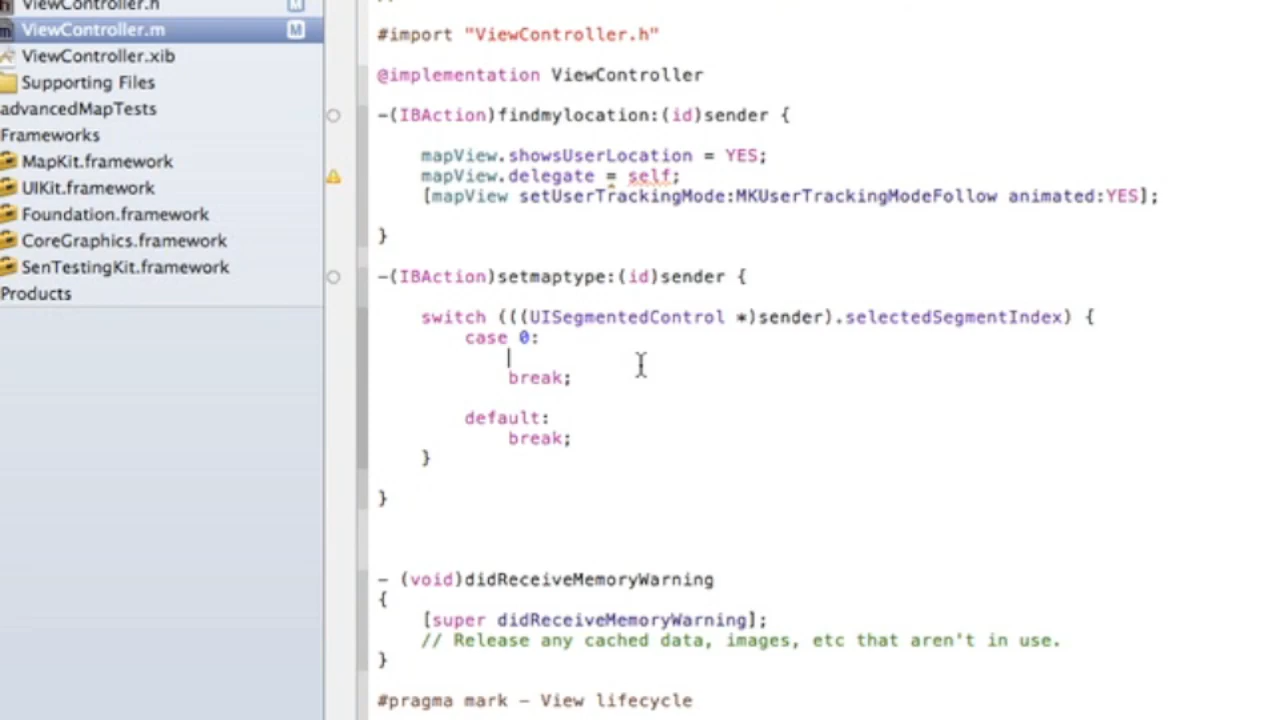 ViewController.h
M
ViewController.m
M
ViewController.xib
Supporting Files
advancedMapTests
Frameworks
MapKit.framework
UIKit.framework
Foundation.framework
CoreGraphics.framework
SenTestingKit.framework
Products
//
#import "ViewController.h"
@implementation ViewController
-(IBAction)findmylocation:(id)sender {
mapView.showsUserLocation = YES;
mapView.delegate = self;
[mapView setUserTrackingMode:MKUserTrackingModeFollow animated:YES];
}
-(IBAction)setmaptype:(id)sender {
switch (((UISegmentedControl *)sender).selectedSegmentIndex) {
case 0:
break;
default:
break;
}
}
- (void)didReceiveMemoryWarning
{
[super didReceiveMemoryWarning];
// Release any cached data, images, etc that aren't in use.
}
#pragma mark - View lifecycle